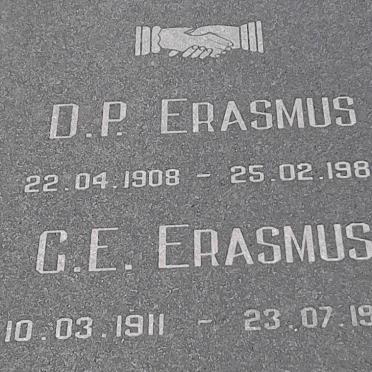 D.P. ERASMUS
22.04.1908 - 25.02.198
G.E. ERASMUS
10.03.1911 - 23.07.19